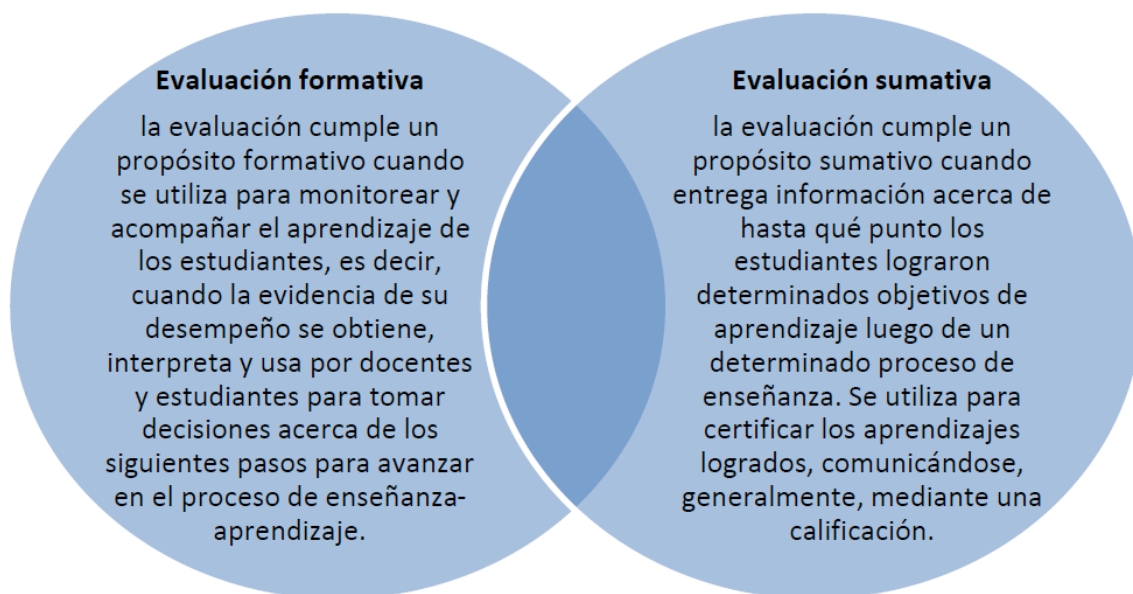 Evaluación formativa
la evaluación cumple un
propósito formativo cuando
se utiliza para monitorear y
acompañar el aprendizaje de
los estudiantes, es decir,
cuando la evidencia de su
desempeño se obtiene,
interpreta y usa por docentes
y estudiantes para tomar
decisiones acerca de los
siguientes pasos para avanzar
en el proceso de enseñanza-
aprendizaje.
Evaluación sumativa
la evaluación cumple un
propósito sumativo cuando
entrega información acerca de
hasta qué punto los
estudiantes lograron
determinados objetivos de
aprendizaje luego de un
determinado proceso de
enseñanza. Se utiliza para
certificar los aprendizajes
logrados, comunicándose,
generalmente, mediante una
calificación.